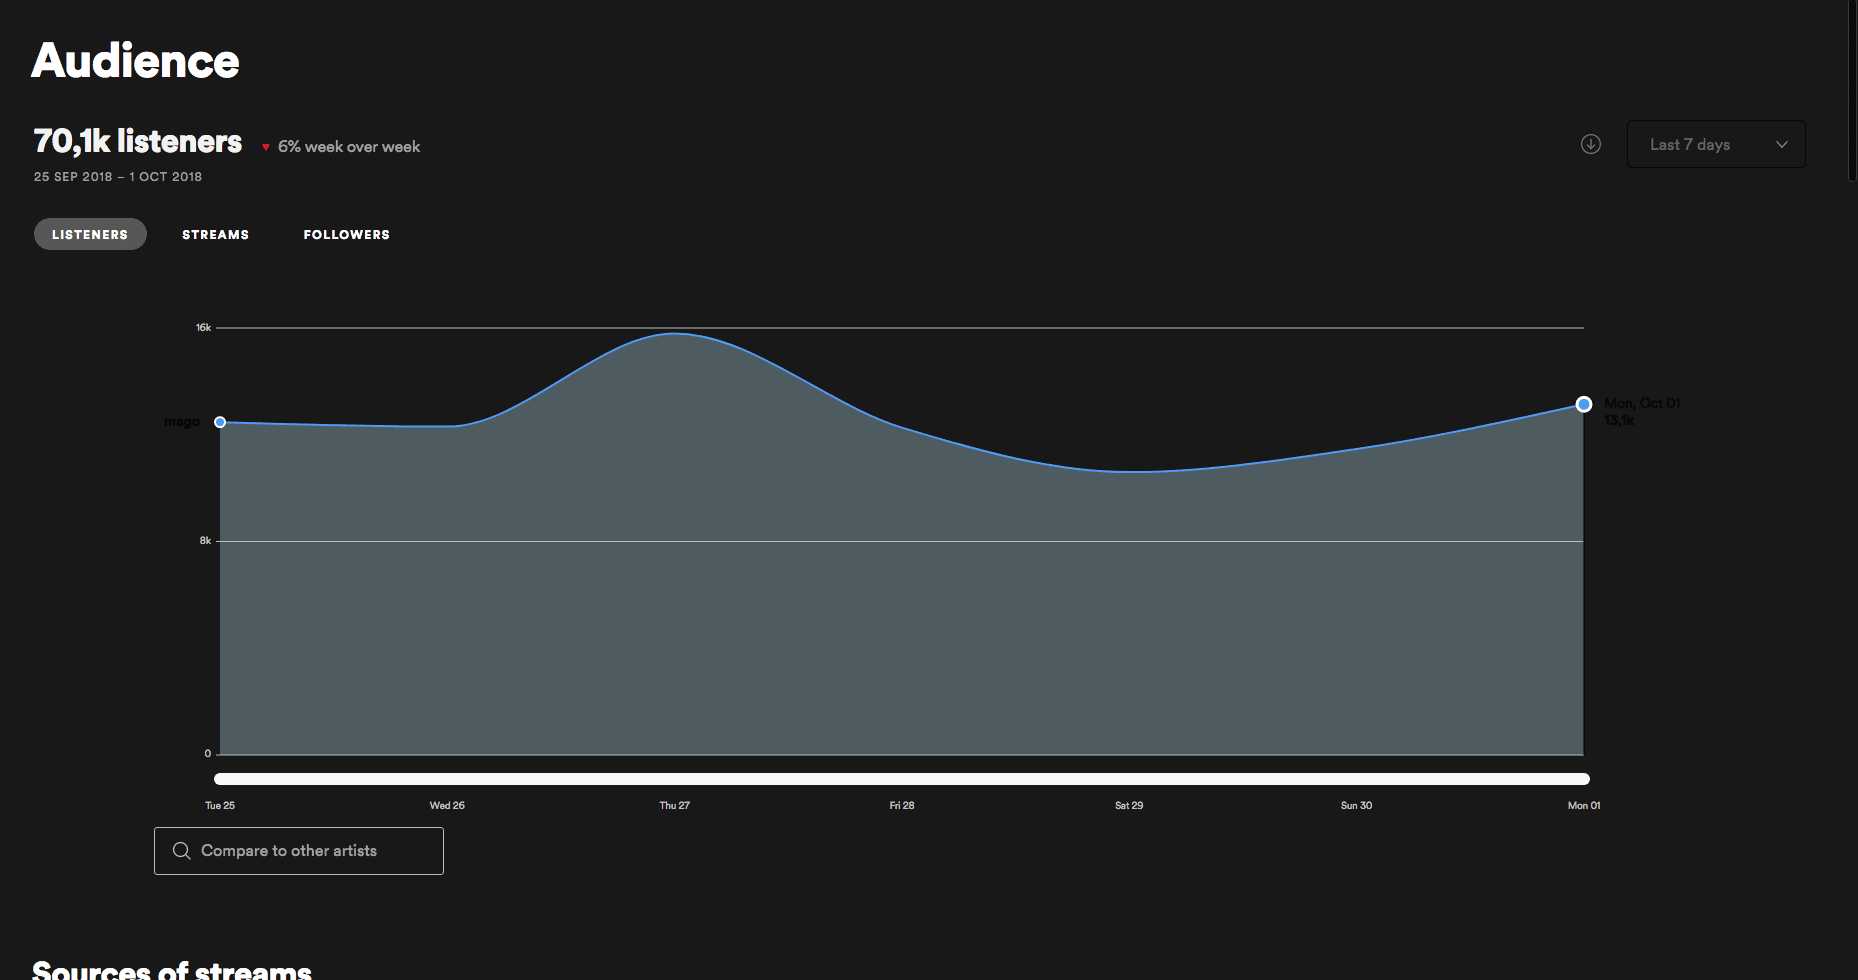 Audience
70,1k listeners ▼ 6% week over week
25 SEP 2018 – 1 OCT 2018
Last 7 days
LISTENERS STREAMS FOLLOWERS
16k
mago
Mon, Oct 01
13,1k
8k
0
Tue 25 Wed 26 Thu 27 Fri 28 Sat 29 Sun 30 Mon 01
Compare to other artists
Sources of streams